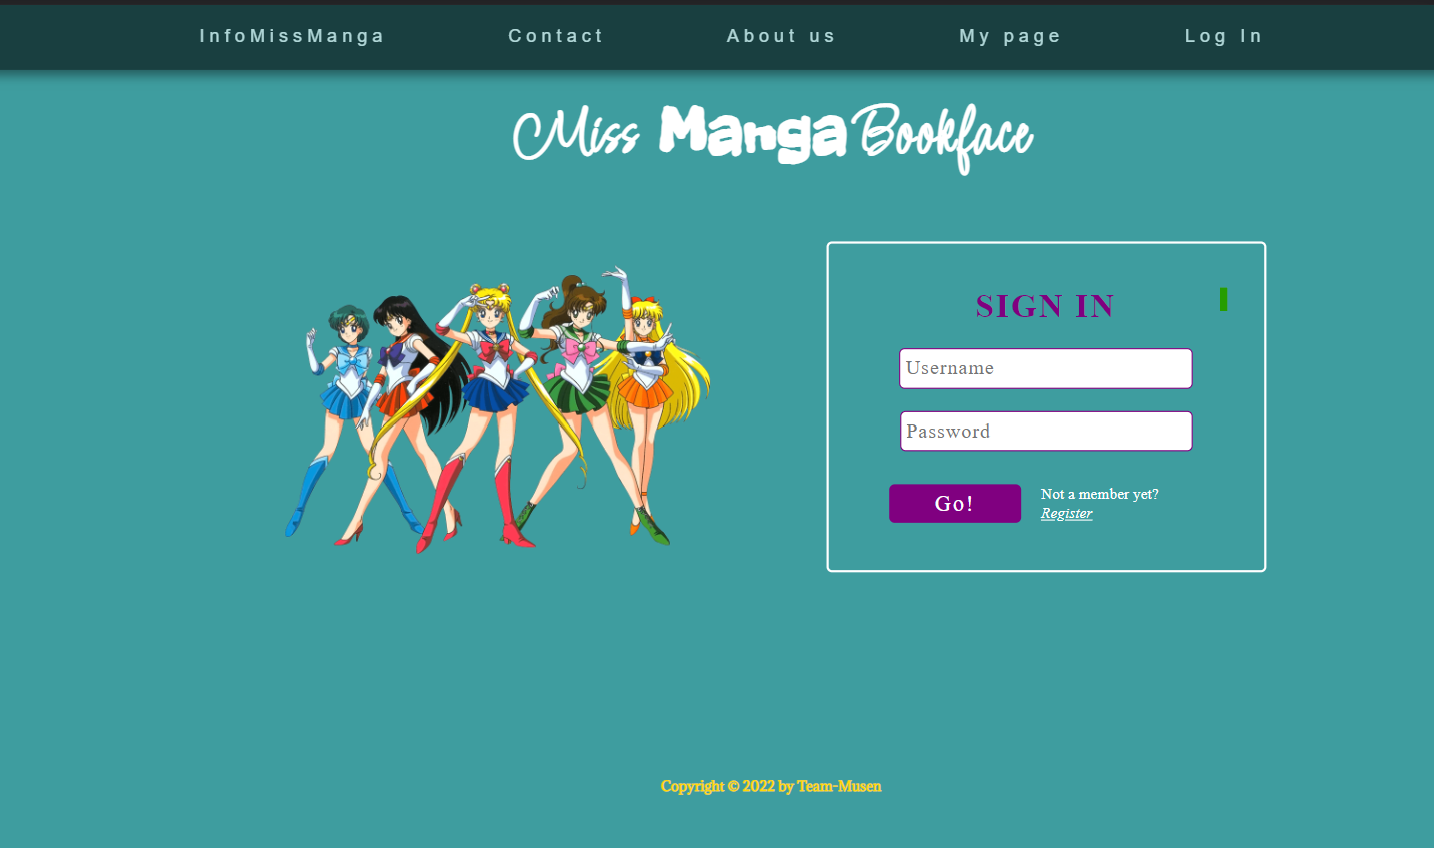 InfoMissManga Contact About us My page Log In
Miss Manga Bookface
SIGN IN
Username
Password
Go!
Not a member yet?
Register
Copyright © 2022 by Team-Musen